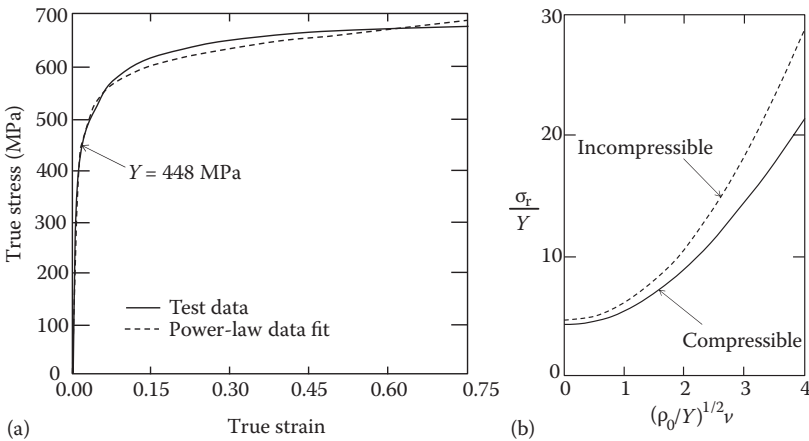 700
600
500
400
300
200
100
0
True stress (MPa)
Y = 448 MPa
Test data
Power-law data fit
0.00 0.15 0.30 0.45 0.60 0.75
True strain
(a)
30
20
10
0
σr
Y
Incompressible
Compressible
0 1 2 3 4
(ρ0/Y)1/2ν
(b)